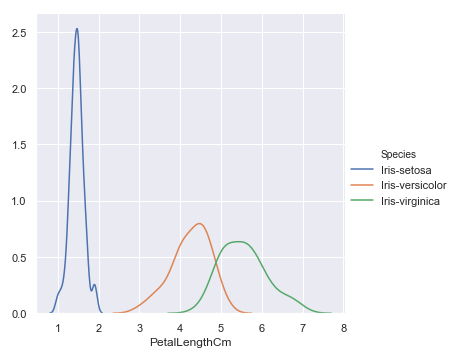 2.5
2.0
1.5
1.0
0.5
0.0
1 2 3 4 5 6 7 8
PetalLengthCm
Species
Iris-setosa
Iris-versicolor
Iris-virginica